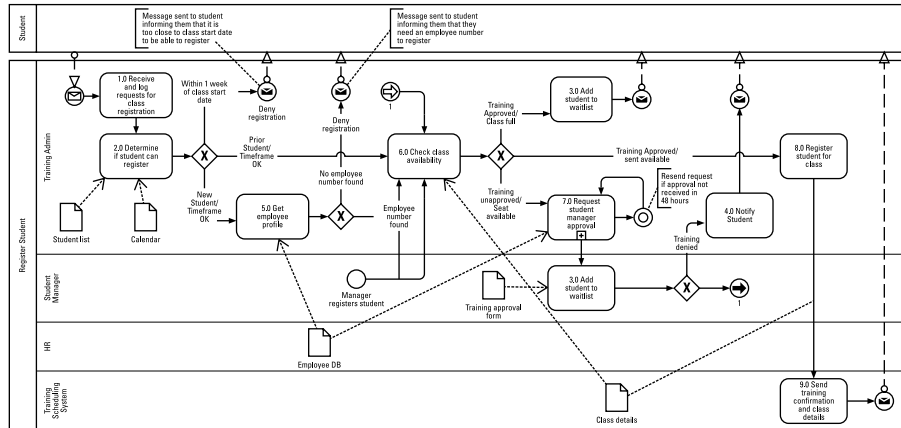 Student
Message sent to student
informing them that it is
too close to class start date
to be able to register
Message sent to student
informing them that they
need an employee number
to register
Register Student
Training Admin
1.0 Receive
and log
requests for
class
registration
Within 1 week
of class start
date
Deny
registration
Deny
registration
1
3.0 Add
student to
waitlist
Training
Approved/
Class full
2.0 Determine
if student can
register
X
Prior
Student/
Timeframe
OK
6.0 Check class
availability
X
Training Approved/
sent available
8.0 Register
student for
class
No employee
number found
Resend request
if approval not
received in
48 hours
New
Student/
Timeframe
OK
5.0 Get
employee
profile
X
Employee
number
found
Training
unapproved/
Seat
available
7.0 Request
student
manager
approval
4.0 Notify
Student
Student list
Calendar
Training
denied
Student
Manager
Manager
registers student
Training approval
form
3.0 Add
student to
waitlist
X
1
HR
Employee DB
Training
Scheduling
System
Class details
9.0 Send
training
confirmation
and class
details